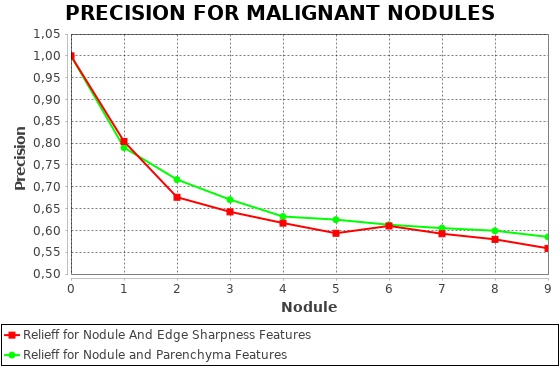 PRECISION FOR MALIGNANT NODULES
1,05
1,00
0,95
0,90
0,85
0,80
0,75
0,70
0,65
0,60
0,55
0,50
Precision
0 1 2 3 4 5 6 7 8 9
Nodule
Relieff for Nodule And Edge Sharpness Features
Relieff for Nodule and Parenchyma Features